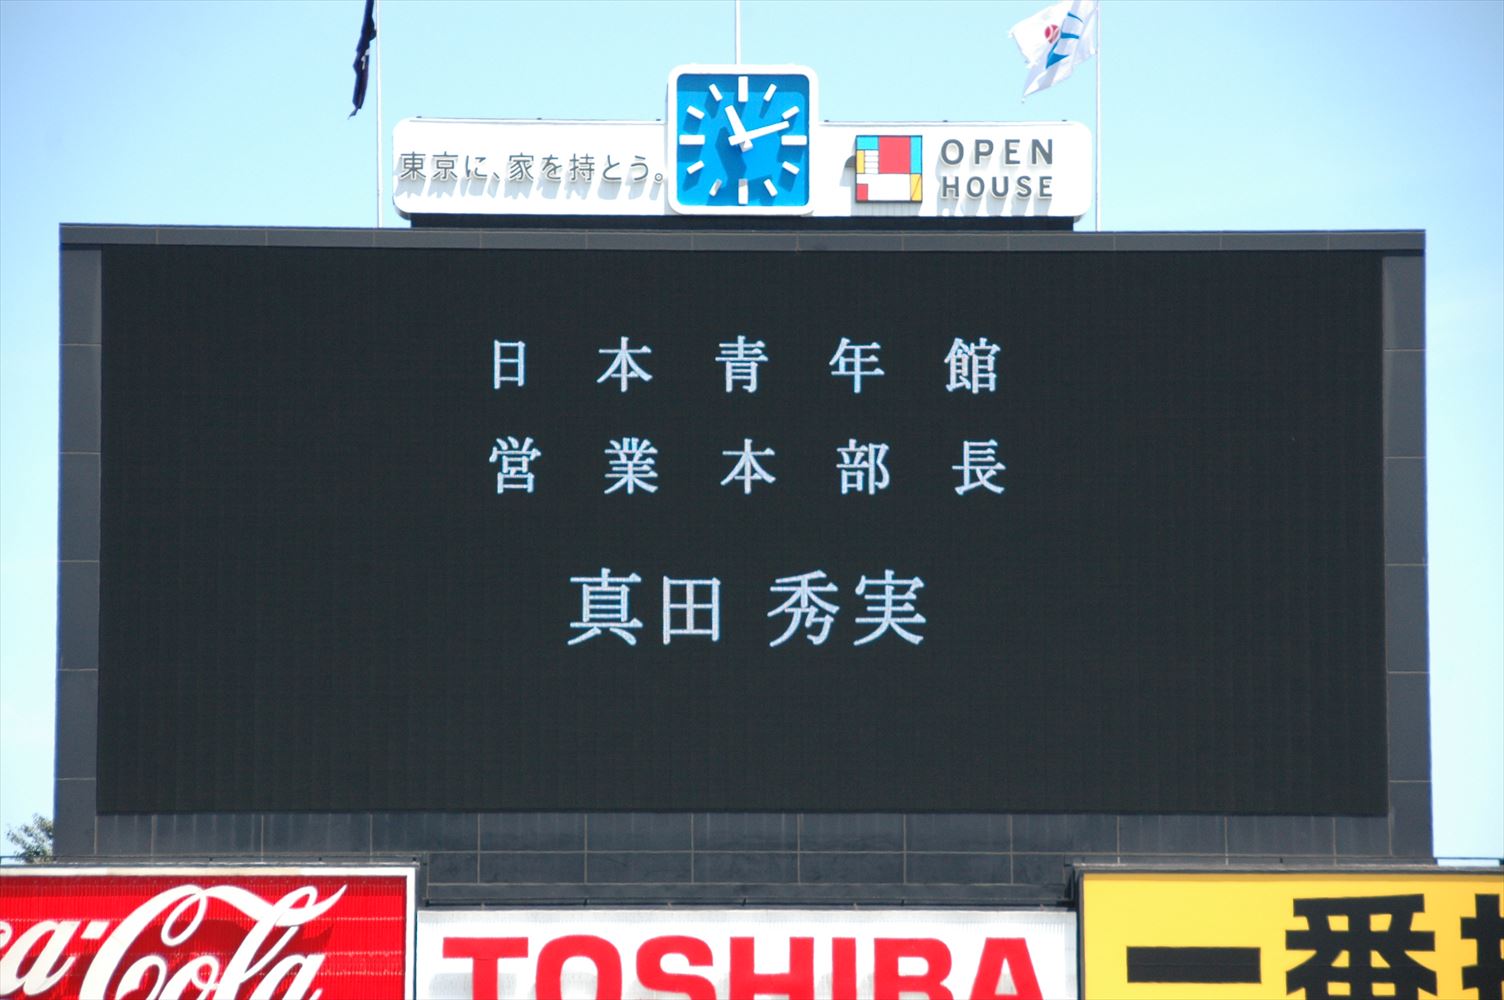 東京に、家を持とう。
OPEN
HOUSE
日本青年館
営業本部長
真田 秀実
a-Cola
TOSHIBA
一番